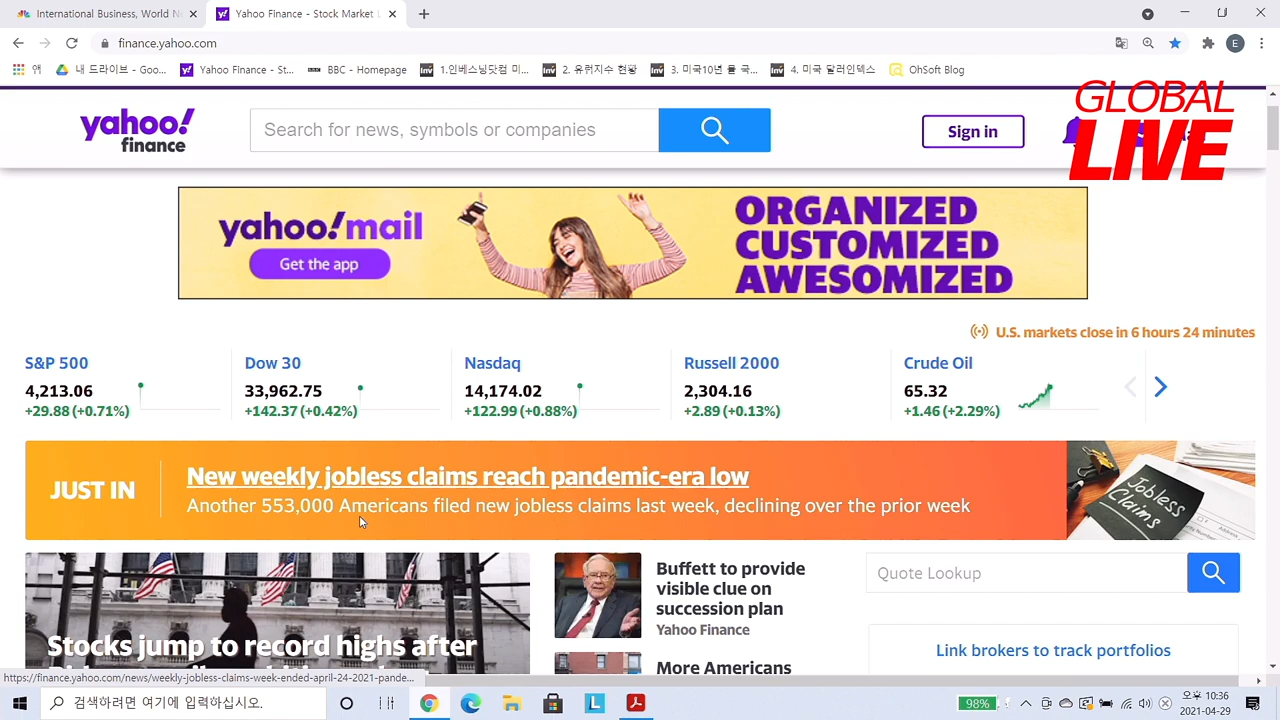 International Business, World N
Yahoo Finance - Stock Market L
finance.yahoo.com
E
앱
내 드라이브 - Goo...
Yahoo Finance - St...
BBC - Homepage
1.인베스닝닷컴 미...
2. 유럽지수 현황
3. 미국10년 물 국...
4. 미국 달러인덱스
OhSoft Blog
GLOBAL
LIVE
yahoo!
finance
Search for news, symbols or companies
Sign in
yahoo!mail
Get the app
ORGANIZED
CUSTOMIZED
AWESOMIZED
U.S. markets close in 6 hours 24 minutes
S&P 500
4,213.06
+29.88 (+0.71%)
Dow 30
33,962.75
+142.37 (+0.42%)
Nasdaq
14,174.02
+122.99 (+0.88%)
Russell 2000
2,304.16
+2.89 (+0.13%)
Crude Oil
65.32
+1.46 (+2.29%)
JUST IN
New weekly jobless claims reach pandemic-era low
Another 553,000 Americans filed new jobless claims last week, declining over the prior week
Jobless
Claims
Stocks jump to record highs after
Buffett to provide
visible clue on
succession plan
Yahoo Finance
More Americans
Quote Lookup
Link brokers to track portfolios
https://finance.yahoo.com/news/weekly-jobless-claims-week-ended-april-24-2021-pande...
검색하려면 여기에 입력하십시오.
98%
오후 10:36
2021-04-29